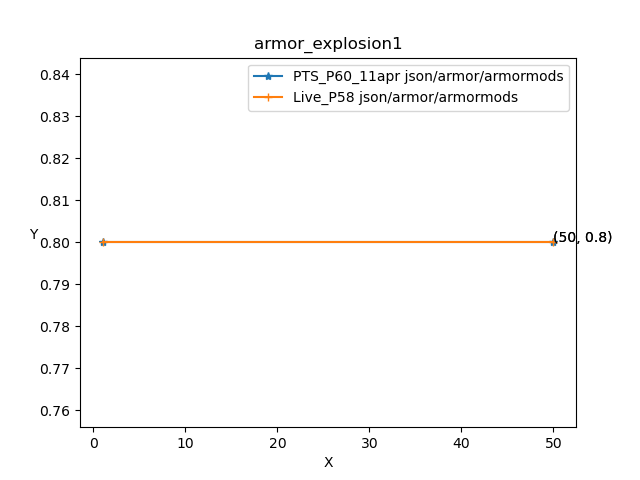 armor_explosion1
PTS_P60_11apr json/armor/armormods
Live_P58 json/armor/armormods
0.84
0.83
0.82
0.81
0.80
0.79
0.78
0.77
0.76
Y
(50, 0.8)
0 10 20 30 40 50
X